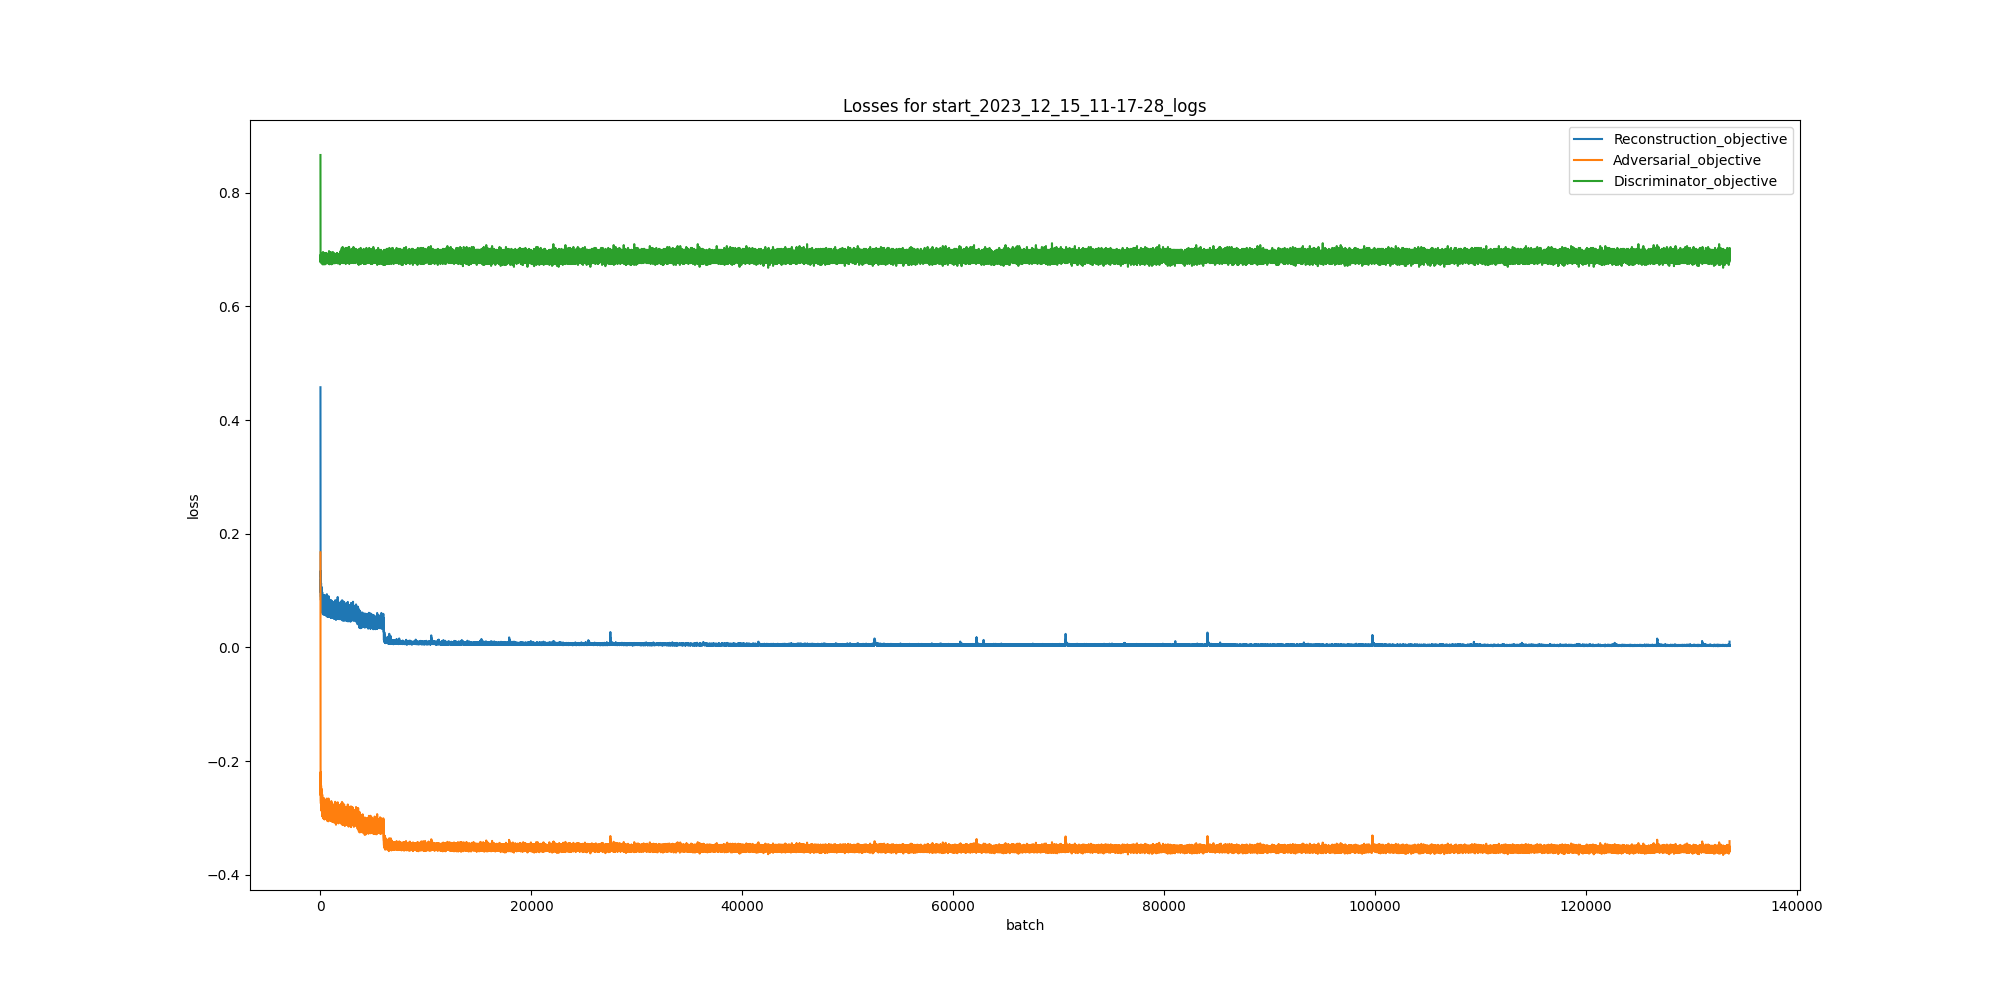 Losses for start_2023_12_15_11-17-28_logs
Reconstruction_objective
Adversarial_objective
Discriminator_objective
0.8
0.6
0.4
0.2
0.0
−0.2
−0.4
loss
0 20000 40000 60000 80000 100000 120000 140000
batch